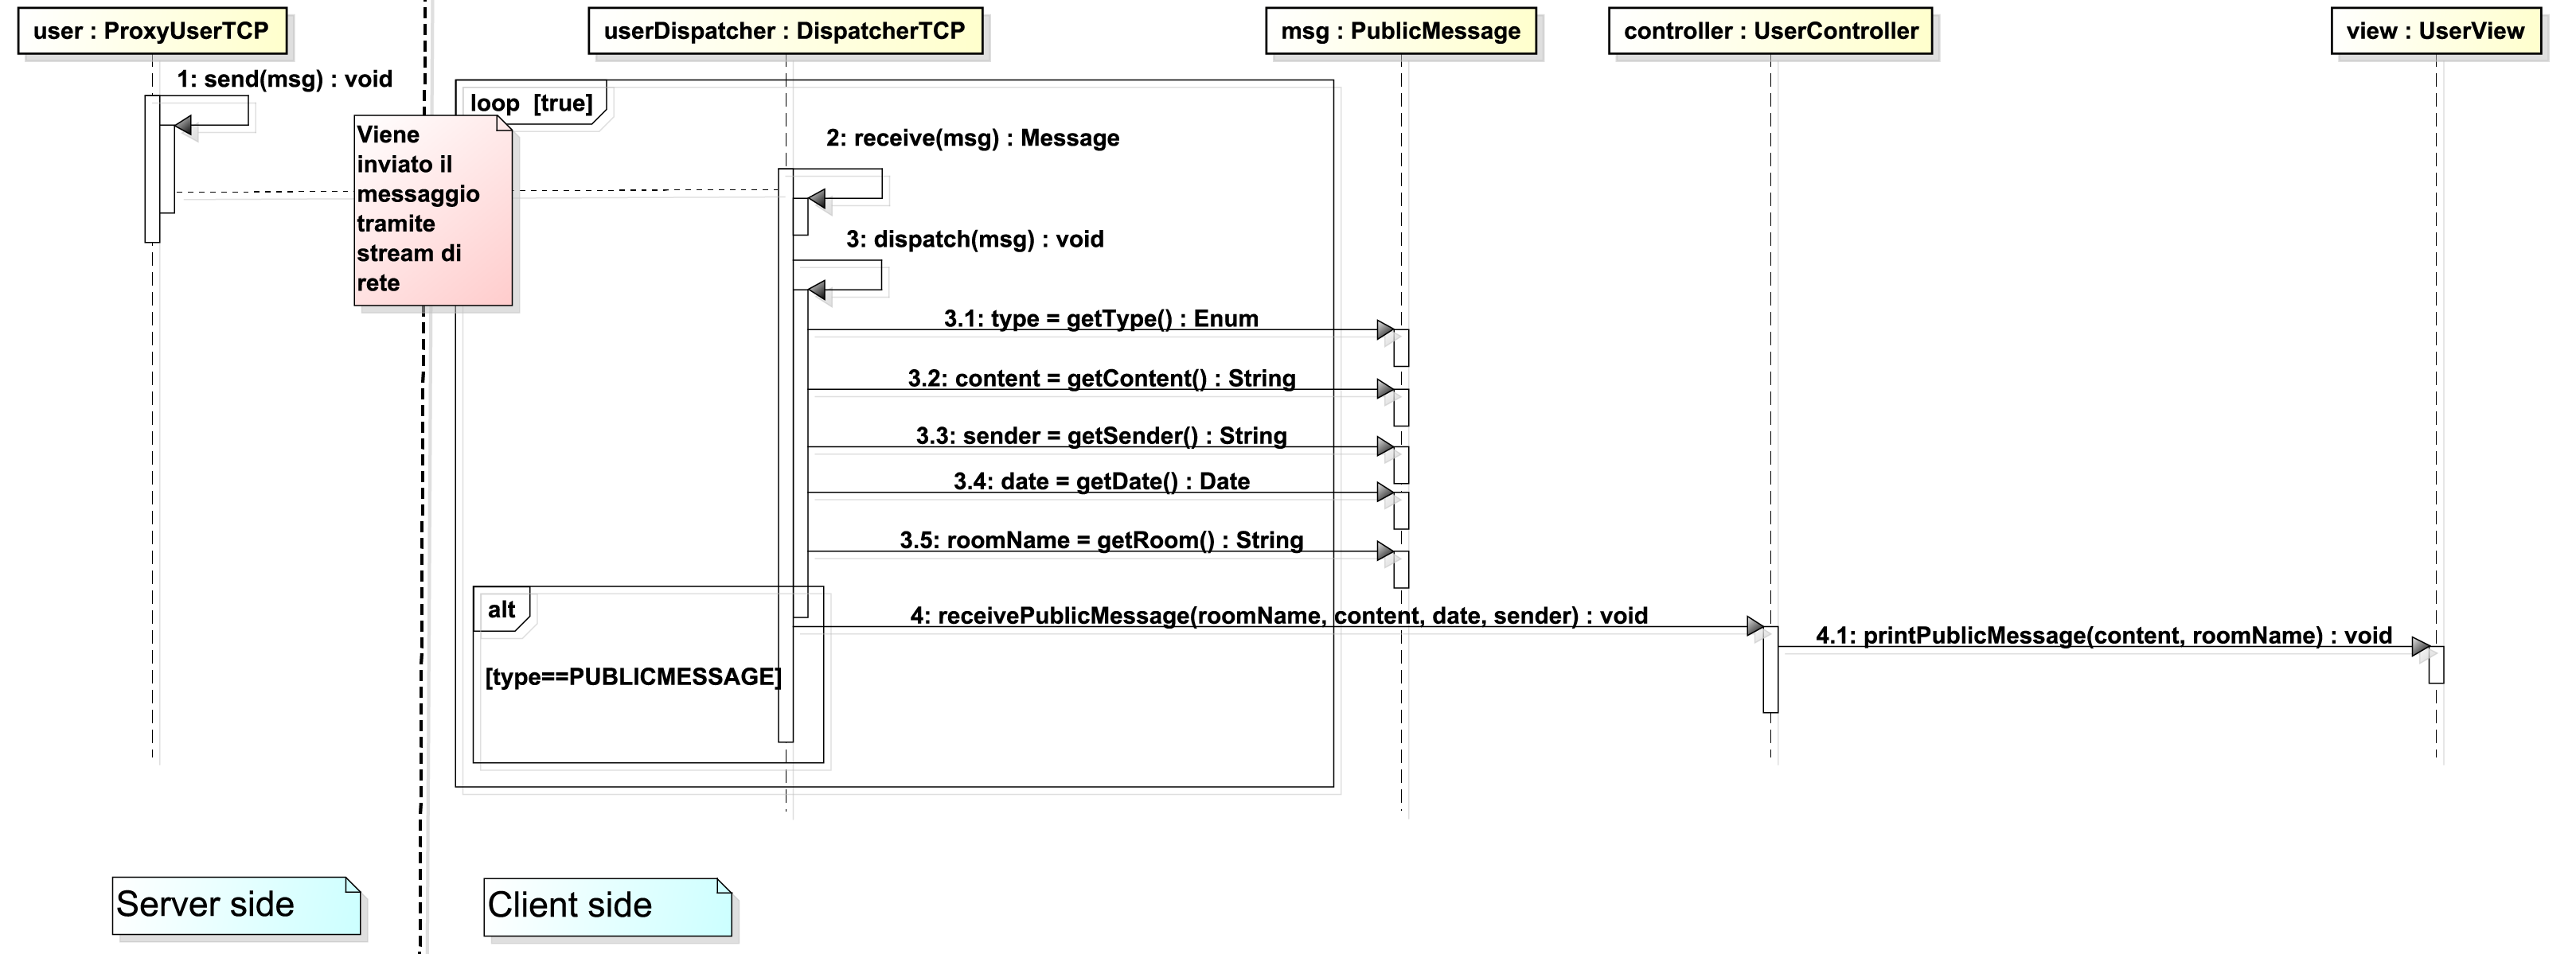 user : ProxyUserTCP
userDispatcher : DispatcherTCP
msg : PublicMessage
controller : UserController
view : UserView
1: send(msg) : void
loop [true]
Viene
inviato il
messaggio
tramite
stream di
rete
2: receive(msg) : Message
3: dispatch(msg) : void
3.1: type = getType() : Enum
3.2: content = getContent() : String
3.3: sender = getSender() : String
3.4: date = getDate() : Date
3.5: roomName = getRoom() : String
alt
4: receivePublicMessage(roomName, content, date, sender) : void
4.1: printPublicMessage(content, roomName) : void
[type==PUBLICMESSAGE]
Server side
Client side